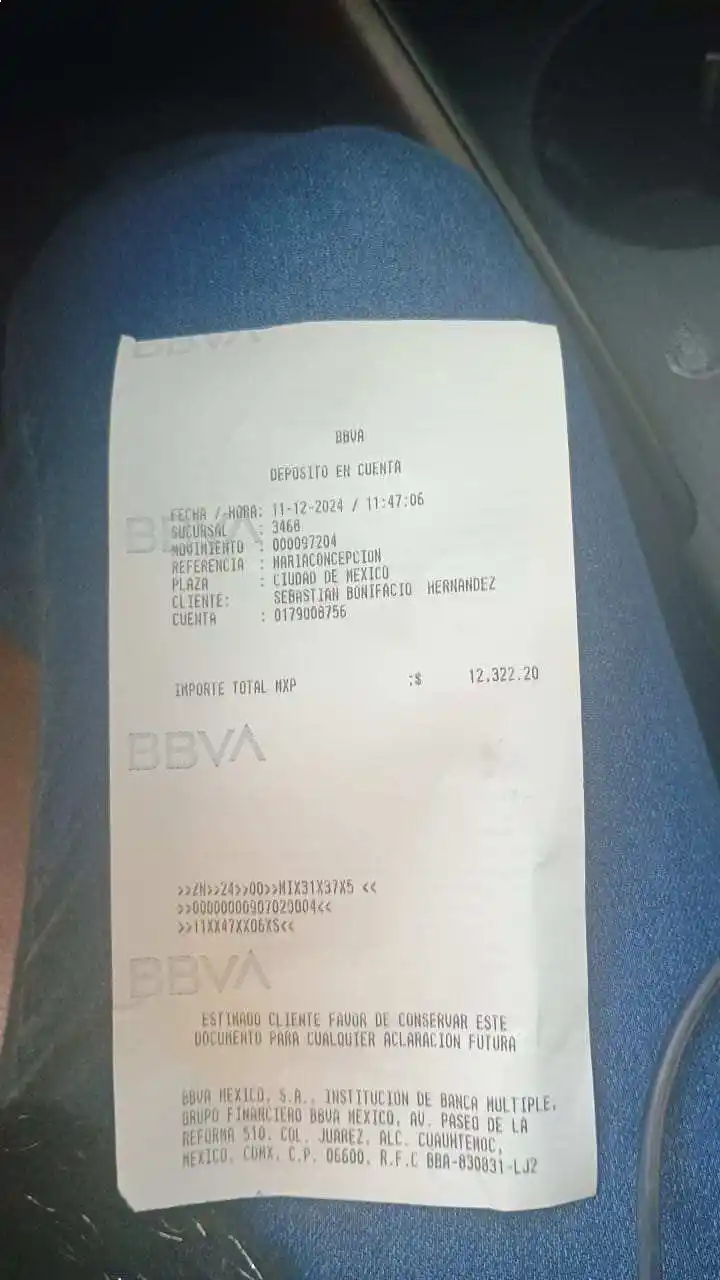 BBVA
BBVA
DEPOSITO EN CUENTA
FECHA / HORA: 11-12-2024 / 11:47:06
SUCURSAL : 3468
MOVIMIENTO : 000097204
REFERENCIA : MARIACONCEPCION
PLAZA : CIUDAD DE MEXICO
CLIENTE: SEBASTIAN BONIFACIO HERNANDEZ
CUENTA : 0179008756
BBVA
IMPORTE TOTAL MXP :$ 12,322.20
BBVA
>>ZN>>24>>00>>MIX31X37X5 <<
>>00000000907020004<<
>>11XX47XX06XS<<
BBVA
ESTIMADO CLIENTE FAVOR DE CONSERVAR ESTE
DOCUMENTO PARA CUALQUIER ACLARACION FUTURA
BBVA MEXICO, S.A., INSTITUCION DE BANCA MULTIPLE,
GRUPO FINANCIERO BBVA MEXICO, AV. PASEO DE LA
REFORMA 510, COL. JUAREZ, ALC. CUAUHTEMOC,
MEXICO, CDMX, C.P. 06600, R.F.C BBA-830831-LJ2